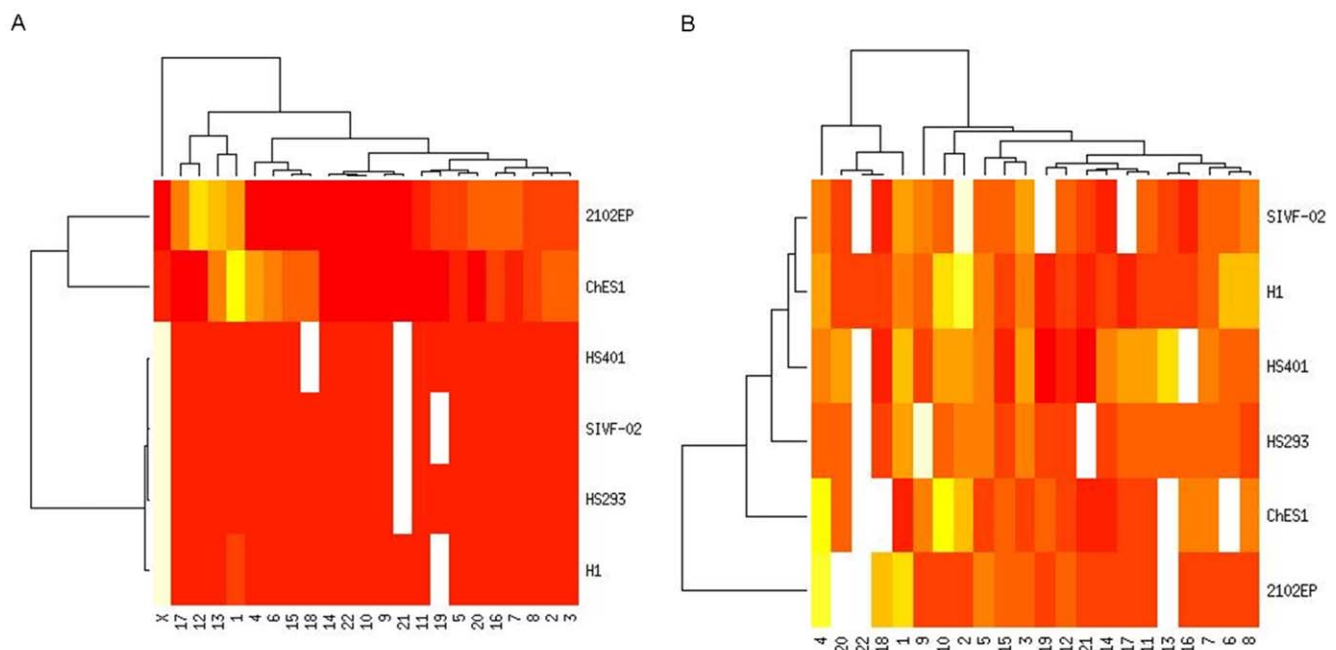 A
2102EP
ChES1
HS401
SIVF-02
HS293
H1
X 17 12 13 1 4 6 15 18 14 22 10 9 21 11 19 5 20 16 7 8 2 3
B
SIVF-02
H1
HS401
HS293
ChES1
2102EP
4 20 22 18 1 9 10 2 5 15 3 19 12 21 14 17 11 13 16 7 6 8